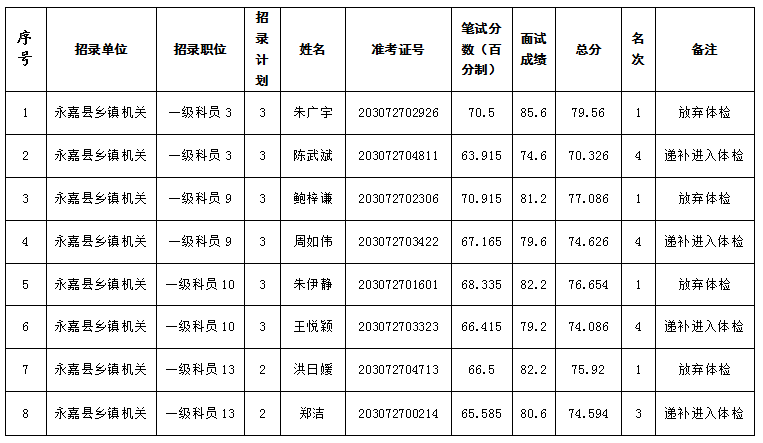 序号 招录单位 招录职位 招录计划 姓名 准考证号 笔试分数（百分制） 面试成绩 总分 名次 备注
1 永嘉县乡镇机关 一级科员 3 3 朱广宇 203072702926 70.5 85.6 79.56 1 放弃体检
2 永嘉县乡镇机关 一级科员 3 3 陈武斌 203072704811 63.915 74.6 70.326 4 递补进入体检
3 永嘉县乡镇机关 一级科员 9 3 鲍梓谦 203072702306 70.915 81.2 77.086 1 放弃体检
4 永嘉县乡镇机关 一级科员 9 3 周如伟 203072703422 67.165 79.6 74.626 4 递补进入体检
5 永嘉县乡镇机关 一级科员 10 3 朱伊静 203072701601 68.335 82.2 76.654 1 放弃体检
6 永嘉县乡镇机关 一级科员 10 3 王悦颖 203072703323 66.415 79.2 74.086 4 递补进入体检
7 永嘉县乡镇机关 一级科员 13 2 洪日媛 203072704713 66.5 82.2 75.92 1 放弃体检
8 永嘉县乡镇机关 一级科员 13 2 郑洁 203072700214 65.585 80.6 74.594 3 递补进入体检